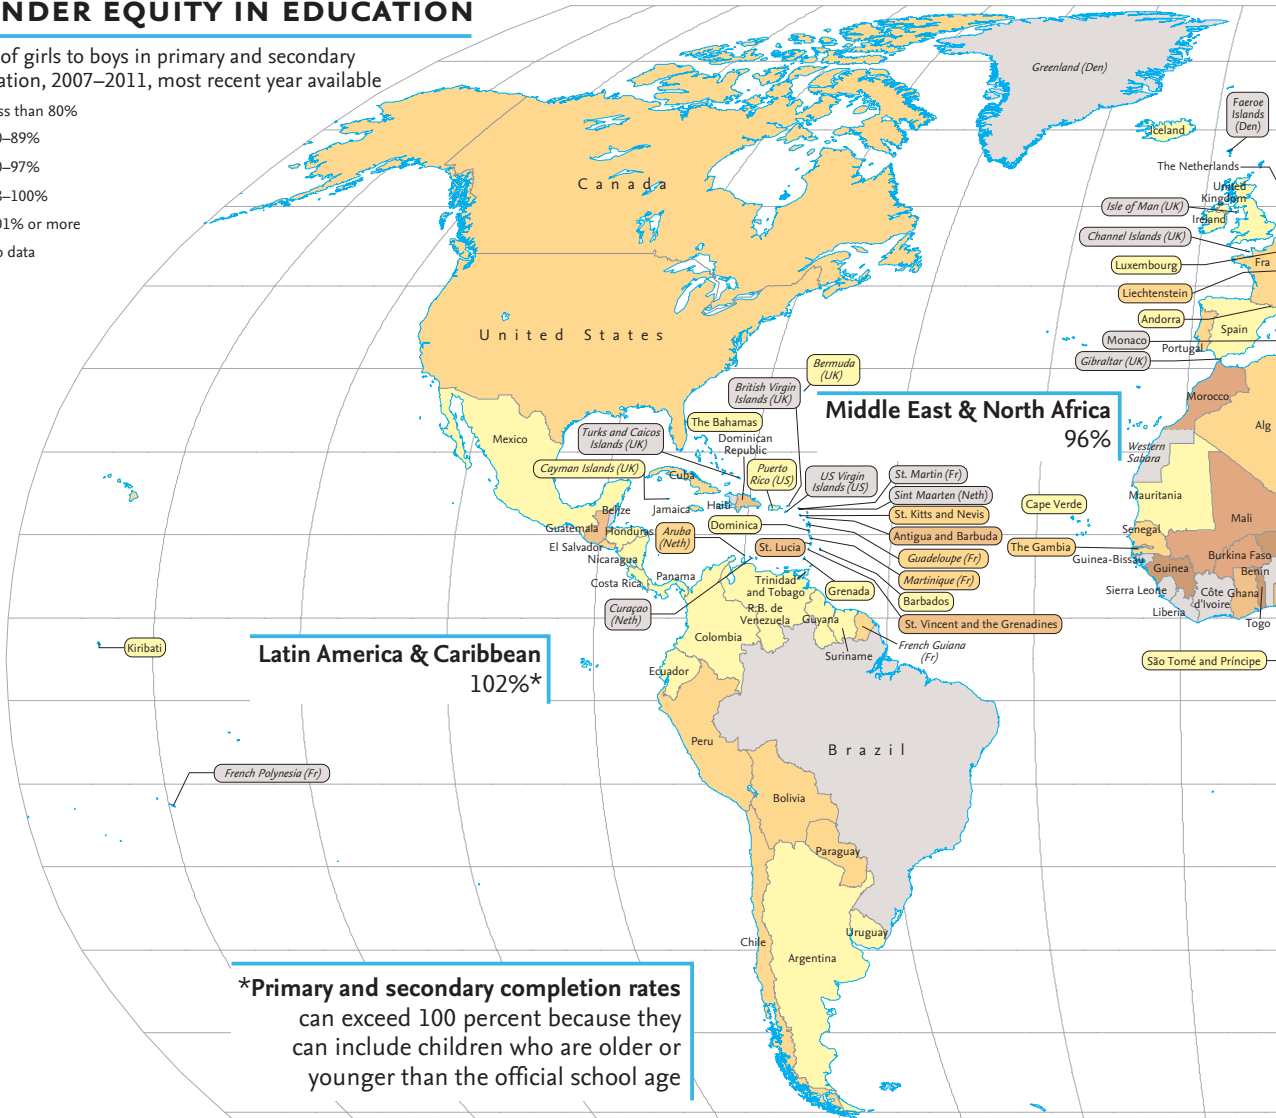 NDER EQUITY IN EDUCATION
of girls to boys in primary and secondary
ation, 2007–2011, most recent year available
ss than 80%
–89%
–97%
–100%
01% or more
data
Greenland (Den)
Faeroe
Islands
(Den)
Iceland
The Netherlands
United
Kingdom
Isle of Man (UK)
Ireland
Canada
Channel Islands (UK)
Luxembourg
Fra
Liechtenstein
Andorra
Spain
United States
Monaco
Portugal
Gibraltar (UK)
Bermuda
(UK)
British Virgin
Islands (UK)
Middle East & North Africa
96%
Morocco
Alg
The Bahamas
Turks and Caicos
Islands (UK)
Dominican
Republic
Mexico
Western
Sahara
Cayman Islands (UK)
Cuba
Puerto
Rico (US)
US Virgin
Islands (US)
St. Martin (Fr)
Sint Maarten (Neth)
Mauritania
Cape Verde
Belize
Jamaica
Haiti
St. Kitts and Nevis
Mali
Guatemala
Honduras
Aruba
(Neth)
Dominica
Antigua and Barbuda
Senegal
El Salvador
St. Lucia
The Gambia
Guadeloupe (Fr)
Nicaragua
Guinea-Bissau
Burkina Faso
Guinea
Benin
Costa Rica
Panama
Trinidad
and Tobago
Martinique (Fr)
Grenada
Barbados
Sierra Leone
Côte
d'Ivoire
Ghana
Liberia
Togo
Curaçao
(Neth)
R.B. de
Venezuela
Guyana
St. Vincent and the Grenadines
Colombia
French Guiana
(Fr)
Suriname
Kiribati
Latin America & Caribbean
102%*
Ecuador
São Tomé and Príncipe
Peru
Brazil
French Polynesia (Fr)
Bolivia
Paraguay
Uruguay
Chile
Argentina
*Primary and secondary completion rates
can exceed 100 percent because they
can include children who are older or
younger than the official school age